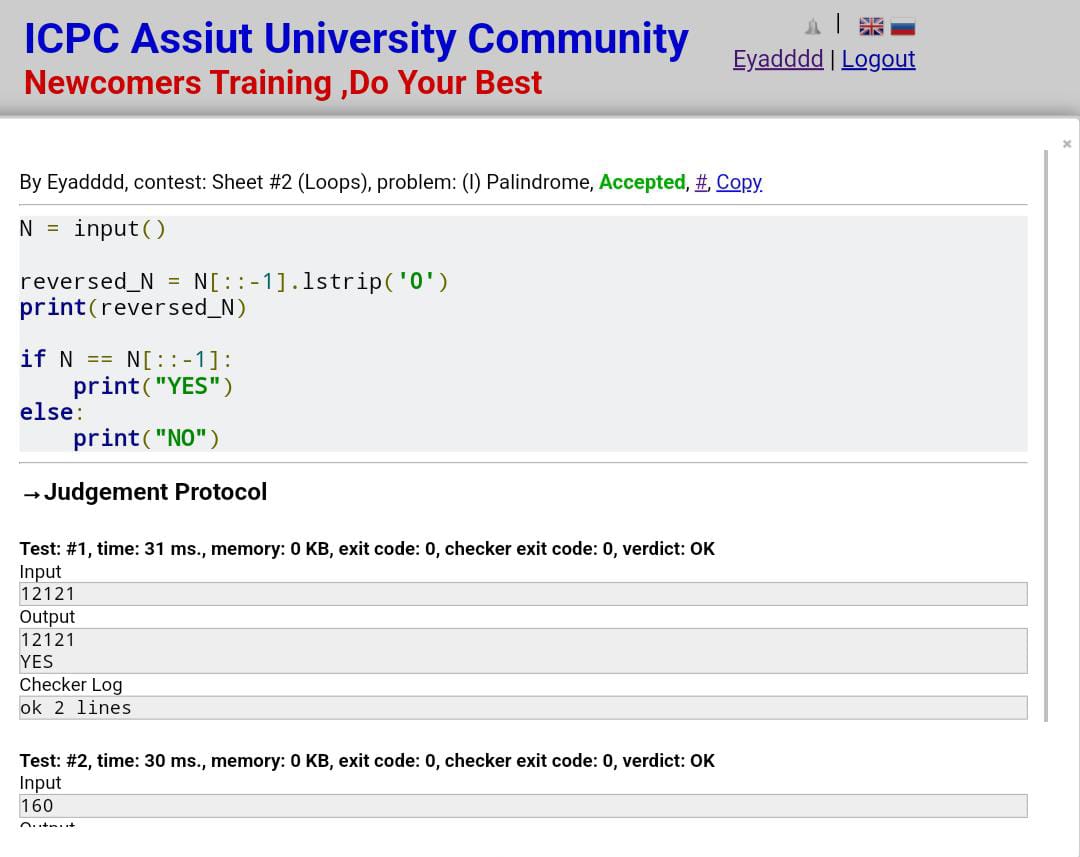 ICPC Assiut University Community
Newcomers Training ,Do Your Best
|
Eyadddd | Logout
×
By Eyadddd, contest: Sheet #2 (Loops), problem: (I) Palindrome, Accepted, #, Copy
N = input()
reversed_N = N[::-1].lstrip('0')
print(reversed_N)
if N == N[::-1]:
    print("YES")
else:
    print("NO")
→Judgement Protocol
Test: #1, time: 31 ms., memory: 0 KB, exit code: 0, checker exit code: 0, verdict: OK
Input
12121
Output
12121
YES
Checker Log
ok 2 lines
Test: #2, time: 30 ms., memory: 0 KB, exit code: 0, checker exit code: 0, verdict: OK
Input
160
Output